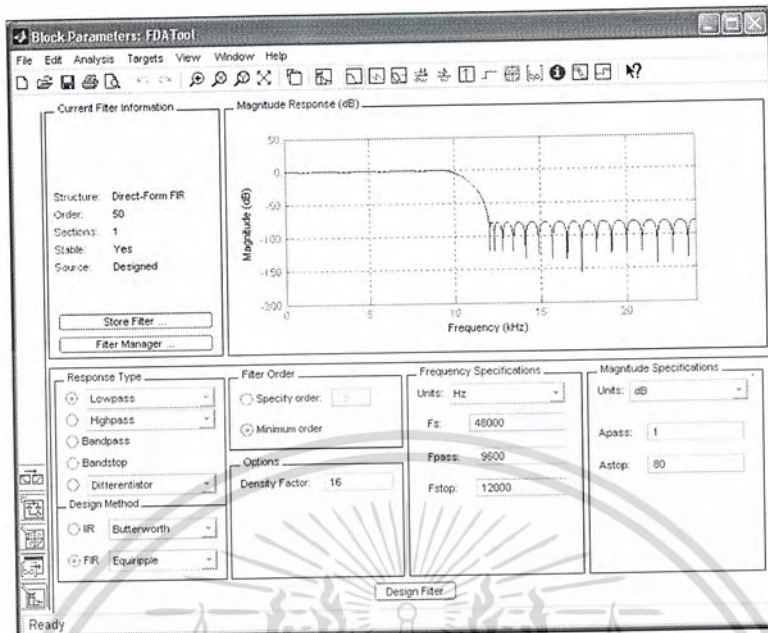 Block Parameters: FDATool
File Edit Analysis Targets View Window Help
Current Filter Information
Structure: Direct-Form FIR
Order: 50
Sections: 1
Stable: Yes
Source: Designed
Store Filter ...
Filter Manager ...
Magnitude Response (dB)
Magnitude (dB)
50
0
-50
-100
-150
-200
0 5 10 15 20
Frequency (kHz)
Response Type
Lowpass
Highpass
Bandpass
Bandstop
Differentiator
Design Method
IIR Butterworth
FIR Equiripple
Filter Order
Specify order:
Minimum order
Options
Density Factor: 16
Frequency Specifications
Units: Hz
Fs: 48000
Fpass: 9600
Fstop: 12000
Magnitude Specifications
Units: dB
Apass: 1
Astop: 80
Design Filter
Ready